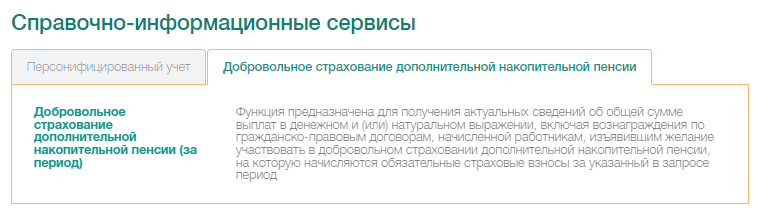 Справочно-информационные сервисы
Персонифицированный учет
Добровольное страхование дополнительной накопительной пенсии
Добровольное
страхование
дополнительной
накопительной пенсии (за
период)
Функция предназначена для получения актуальных сведений об общей сумме
выплат в денежном и (или) натуральном выражении, включая вознаграждения по
гражданско-правовым договорам, начисленной работникам, изъявившим желание
участвовать в добровольном страховании дополнительной накопительной пенсии,
на которую начисляются обязательные страховые взносы за указанный в запросе
период